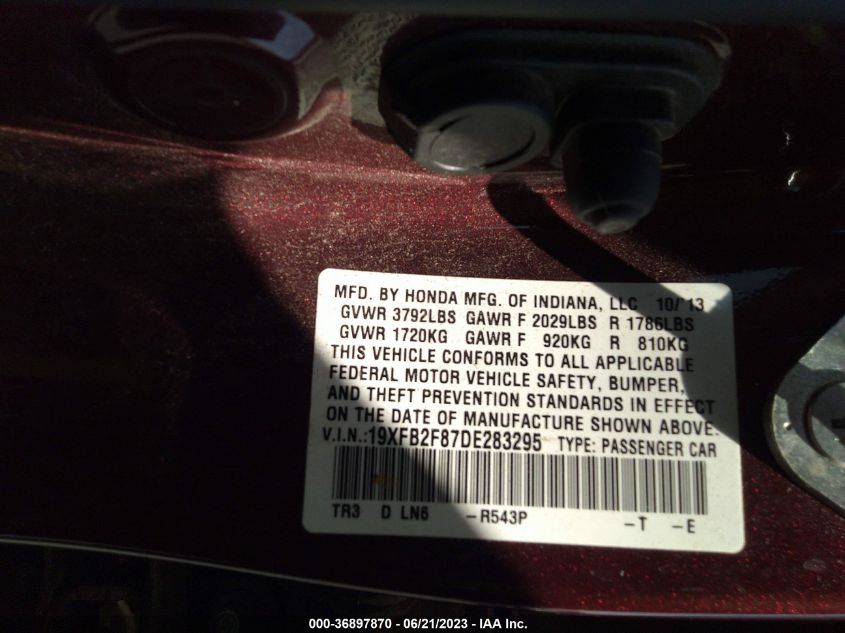 MFD. BY HONDA MFG. OF INDIANA, LLC 10/'13
GVWR 3792LBS GAWR F 2029LBS R 1786LBS
GVWR 1720KG GAWR F 920KG R 810KG
THIS VEHICLE CONFORMS TO ALL APPLICABLE
FEDERAL MOTOR VEHICLE SAFETY, BUMPER,
AND THEFT PREVENTION STANDARDS IN EFFECT
ON THE DATE OF MANUFACTURE SHOWN ABOVE.
V.I.N.:19XFB2F87DE283295 TYPE: PASSENGER CAR
TR3 D LN6 -R543P -T -E
000-36897870 - 06/21/2023 - IAA Inc.